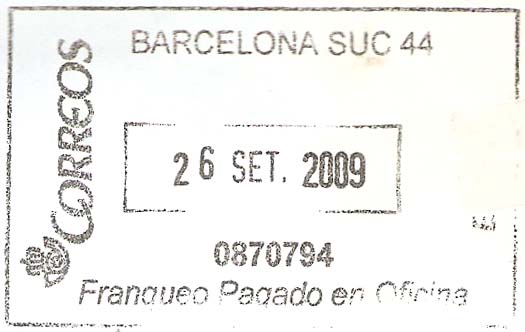 BARCELONA SUC 44
CORREOS
26 SET. 2009
0870794
Franqueo Pagado en Oficina